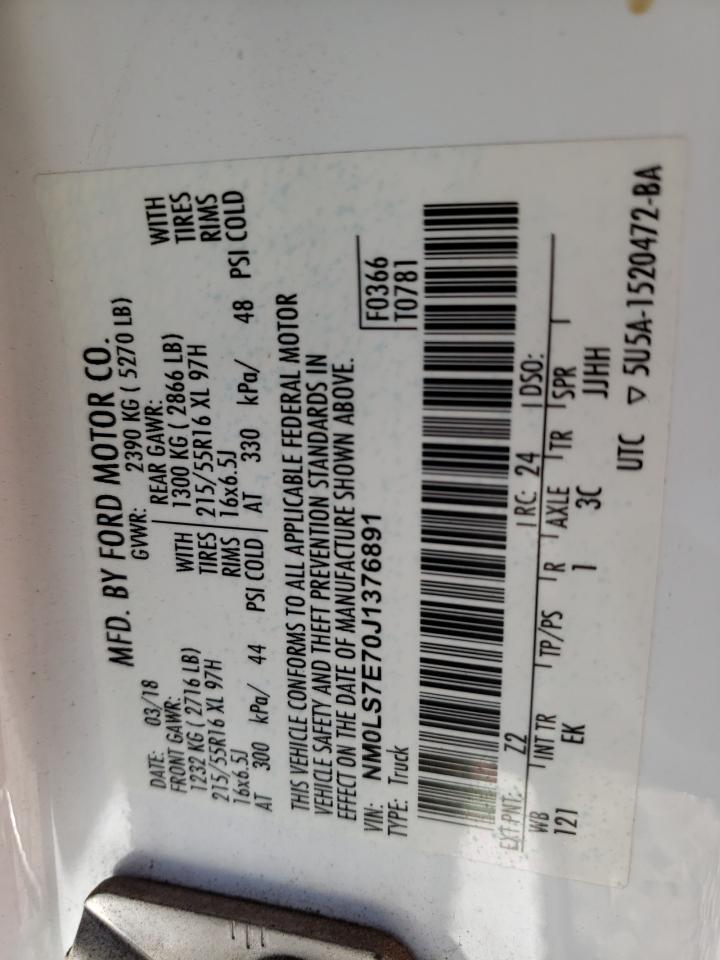 MFD. BY FORD MOTOR CO.
DATE: 03/18 GVWR: 2390 KG ( 5270 LB)
FRONT GAWR: REAR GAWR:
1232 KG ( 2716 LB) WITH 1300 KG ( 2866 LB) WITH
215/55R16 XL 97H TIRES 215/55R16 XL 97H TIRES
16x6.5J RIMS 16x6.5J RIMS
AT 300 kPa/ 44 PSI COLD AT 330 kPa/ 48 PSI COLD
THIS VEHICLE CONFORMS TO ALL APPLICABLE FEDERAL MOTOR
VEHICLE SAFETY AND THEFT PREVENTION STANDARDS IN
EFFECT ON THE DATE OF MANUFACTURE SHOWN ABOVE.
VIN: NM0LS7E70J1376891 F0366
TYPE: Truck T0781
EXT.PNT: Z2 RC: 24 DSO:
WB INT TR TP/PS R AXLE TR SPR
121 EK 1 3C JJHH
UTC ▽ 5U5A-1520472-BA